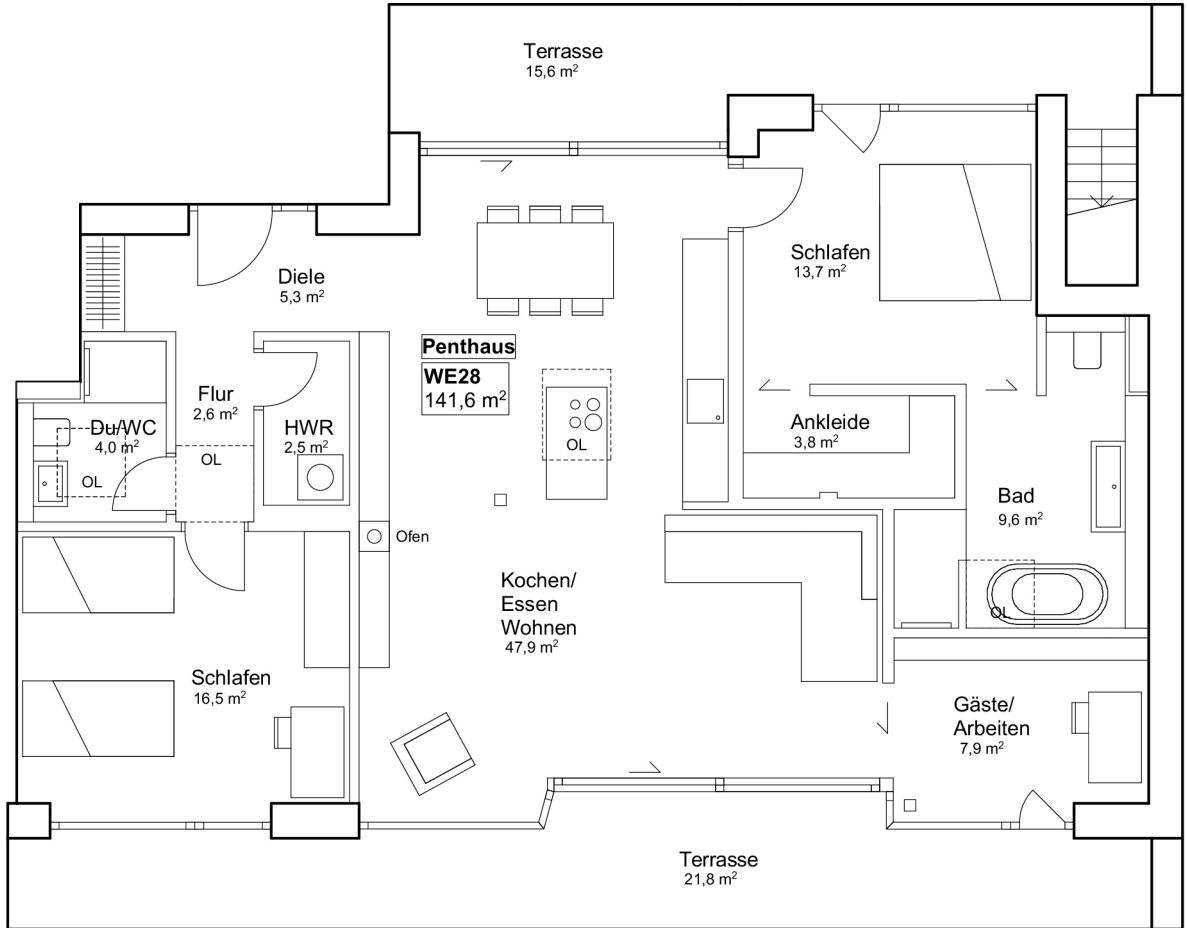 Terrasse
15,6 m²
Schlafen
13,7 m²
Diele
5,3 m²
Penthaus
WE28
141,6 m²
Flur
2,6 m²
HWR
2,5 m²
Du/WC
4,0 m²
OL
OL
OL
Ankleide
3,8 m²
Bad
9,6 m²
OL
Ofen
Kochen/
Essen
Wohnen
47,9 m²
Schlafen
16,5 m²
Gäste/
Arbeiten
7,9 m²
Terrasse
21,8 m²